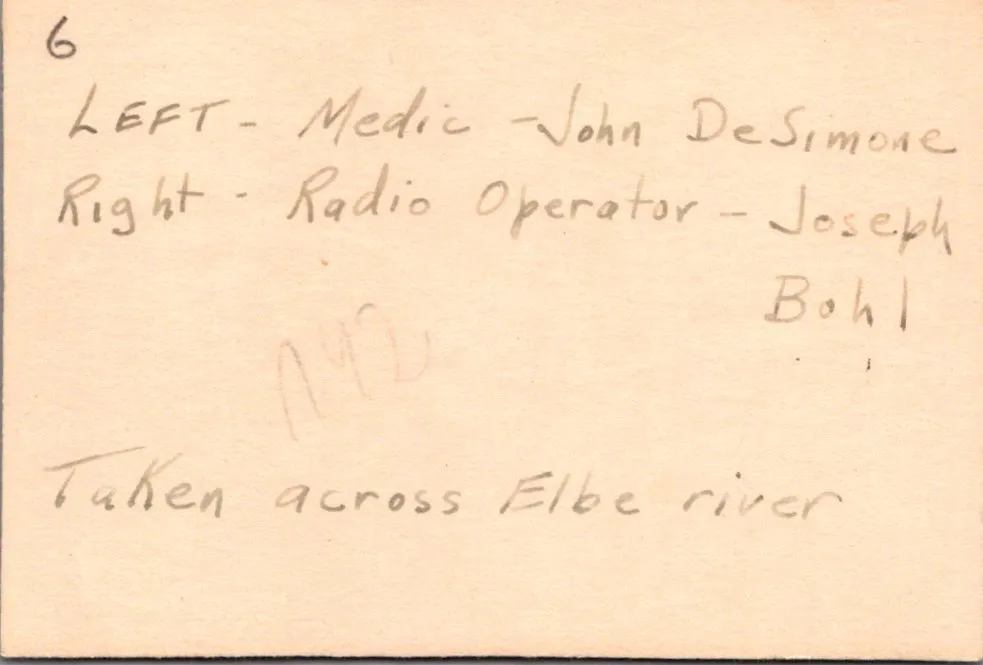 6
LEFT - Medic - John DeSimone
Right - Radio Operator - Joseph
Bohl
Taken across Elbe river